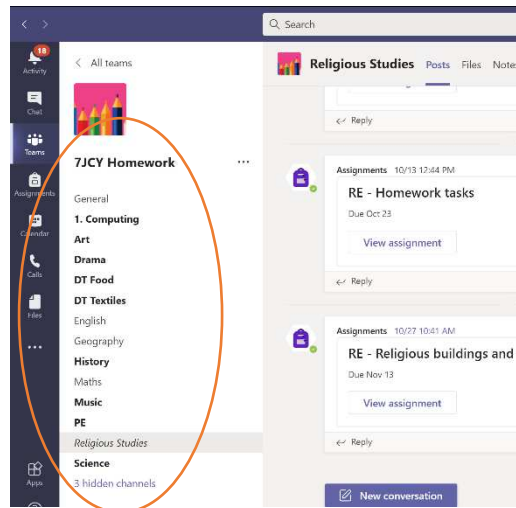 Search
18
Activity
Chat
Teams
Assignments
Calendar
Calls
Files
Apps
All teams
7JCY Homework
General
1. Computing
Art
Drama
DT Food
DT Textiles
English
Geography
History
Maths
Music
PE
Religious Studies
Science
3 hidden channels
Religious Studies Posts Files Notes
Reply
Assignments 10/13 12:44 PM
RE - Homework tasks
Due Oct 23
View assignment
Reply
Assignments 10/27 10:41 AM
RE - Religious buildings and
Due Nov 13
View assignment
Reply
New conversation